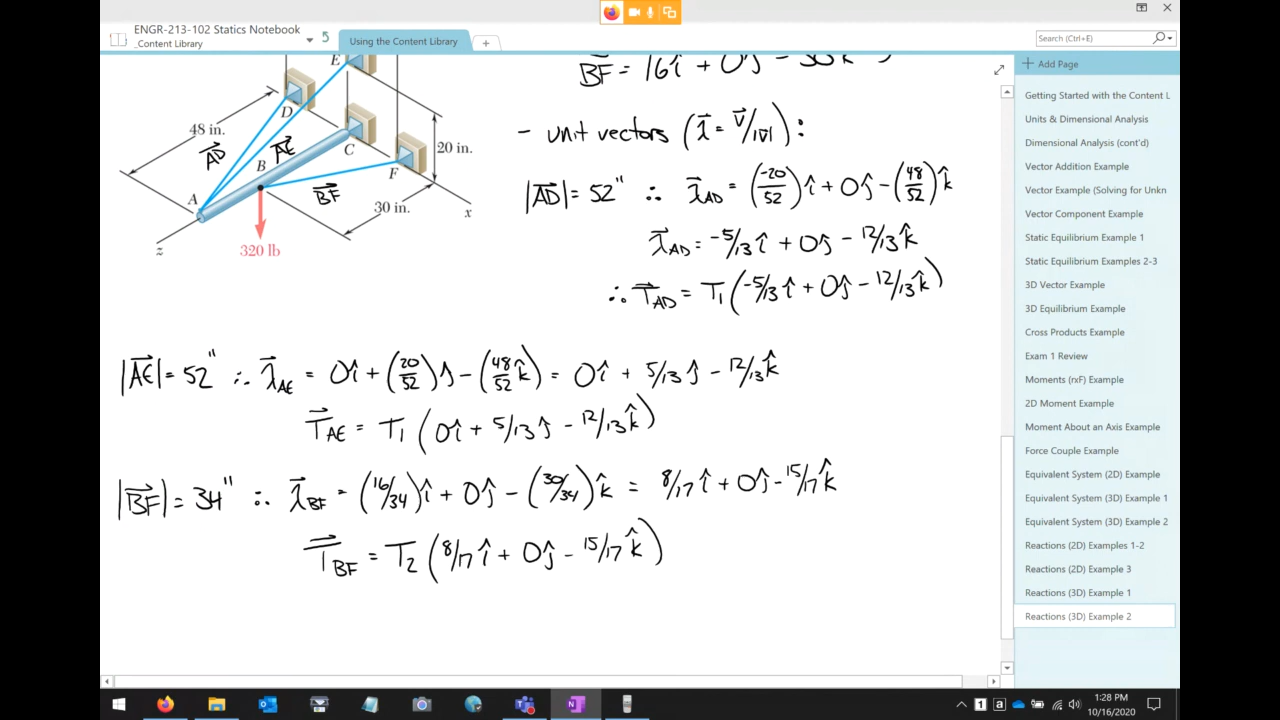 ENGR-213-102 Statics Notebook
_Content Library
Using the Content Library
Search (Ctrl+E)
Add Page
Getting Started with the Content L
Units & Dimensional Analysis
Dimensional Analysis (cont'd)
Vector Addition Example
Vector Example (Solving for Unkn
Vector Component Example
Static Equilibrium Example 1
Static Equilibrium Examples 2-3
3D Vector Example
3D Equilibrium Example
Cross Products Example
Exam 1 Review
Moments (rxF) Example
2D Moment Example
Moment About an Axis Example
Force Couple Example
Equivalent System (2D) Example
Equivalent System (3D) Example 1
Equivalent System (3D) Example 2
Reactions (2D) Examples 1-2
Reactions (2D) Example 3
Reactions (3D) Example 1
Reactions (3D) Example 2
E
D
48 in.
AD
AE
B
C
20 in.
F
A
BF
30 in.
x
z
320 lb
BF = 16î + 0ĵ - 30k̂
- unit vectors (λ⃗ = V⃗/|V⃗|):
|AD⃗| = 52" ∴ λ⃗AD = (-20/52)î + 0ĵ - (48/52)k̂
λ⃗AD = -5/13 î + 0ĵ - 12/13 k̂
∴ T⃗AD = T₁(-5/13 î + 0ĵ - 12/13 k̂)
|AE⃗| = 52" ∴ λ⃗AE = 0î + (20/52)ĵ - (48/52 k̂) = 0î + 5/13 ĵ - 12/13 k̂
T⃗AE = T₁ (0î + 5/13 ĵ - 12/13 k̂)
|BF⃗| = 34" ∴ λ⃗BF = (16/34)î + 0ĵ - (30/34)k̂ = 8/17 î + 0ĵ - 15/17 k̂
T⃗BF = T₂ (8/17 î + 0ĵ - 15/17 k̂)
1:28 PM
10/16/2020